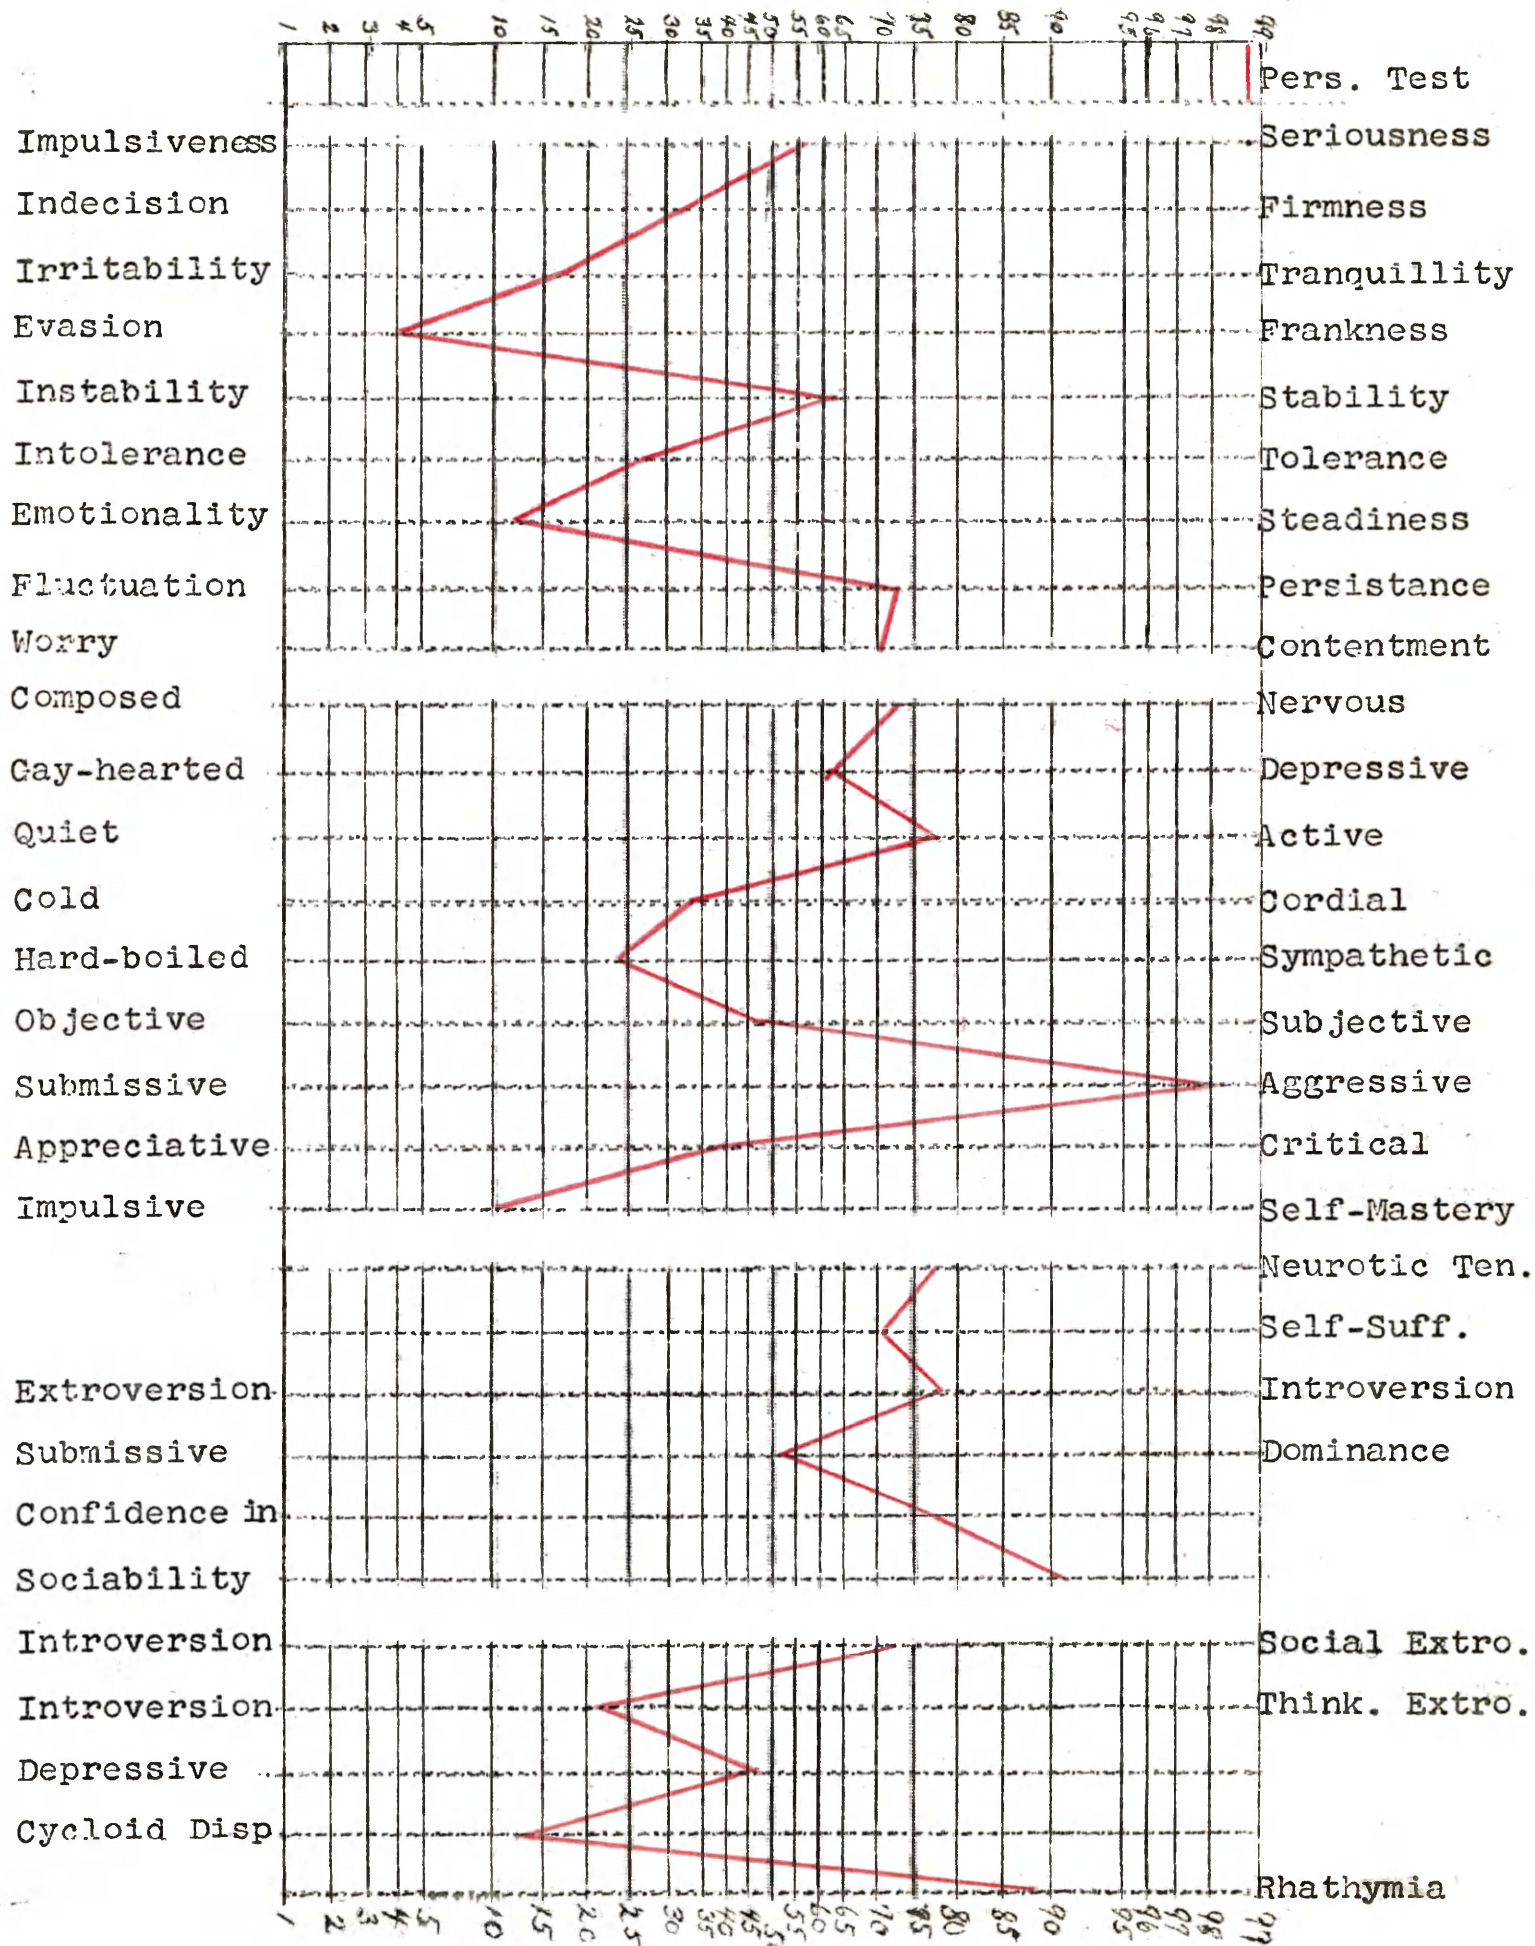 1 2 3 4 5 10 15 20 25 30 35 40 45 50 55 60 65 70 75 80 85 90 95 96 97 98 99
Pers. Test
Impulsiveness Seriousness
Indecision Firmness
Irritability Tranquillity
Evasion Frankness
Instability Stability
Intolerance Tolerance
Emotionality Steadiness
Fluctuation Persistance
Worry Contentment
Composed Nervous
Gay-hearted Depressive
Quiet Active
Cold Cordial
Hard-boiled Sympathetic
Objective Subjective
Submissive Aggressive
Appreciative Critical
Impulsive Self-Mastery
Neurotic Ten.
Self-Suff.
Extroversion Introversion
Submissive Dominance
Confidence in
Sociability
Introversion Social Extro.
Introversion Think. Extro.
Depressive
Cycloid Disp
Rhathymia
1 2 3 4 5 10 15 20 25 30 35 40 45 50 55 60 65 70 75 80 85 90 95 96 97 98 99